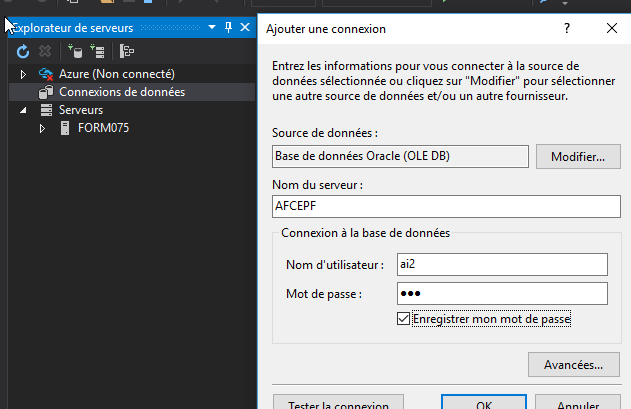 Explorateur de serveurs
Azure (Non connecté)
Connexions de données
Serveurs
FORM075
Ajouter une connexion
Entrez les informations pour vous connecter à la source de
données sélectionnée ou cliquez sur "Modifier" pour sélectionner
une autre source de données et/ou un autre fournisseur.
Source de données :
Base de données Oracle (OLE DB)
Modifier...
Nom du serveur :
AFCEPF
Connexion à la base de données
Nom d'utilisateur :
ai2
Mot de passe :
●●●
Enregistrer mon mot de passe
Avancées...
Tester la connexion
OK
Annuler